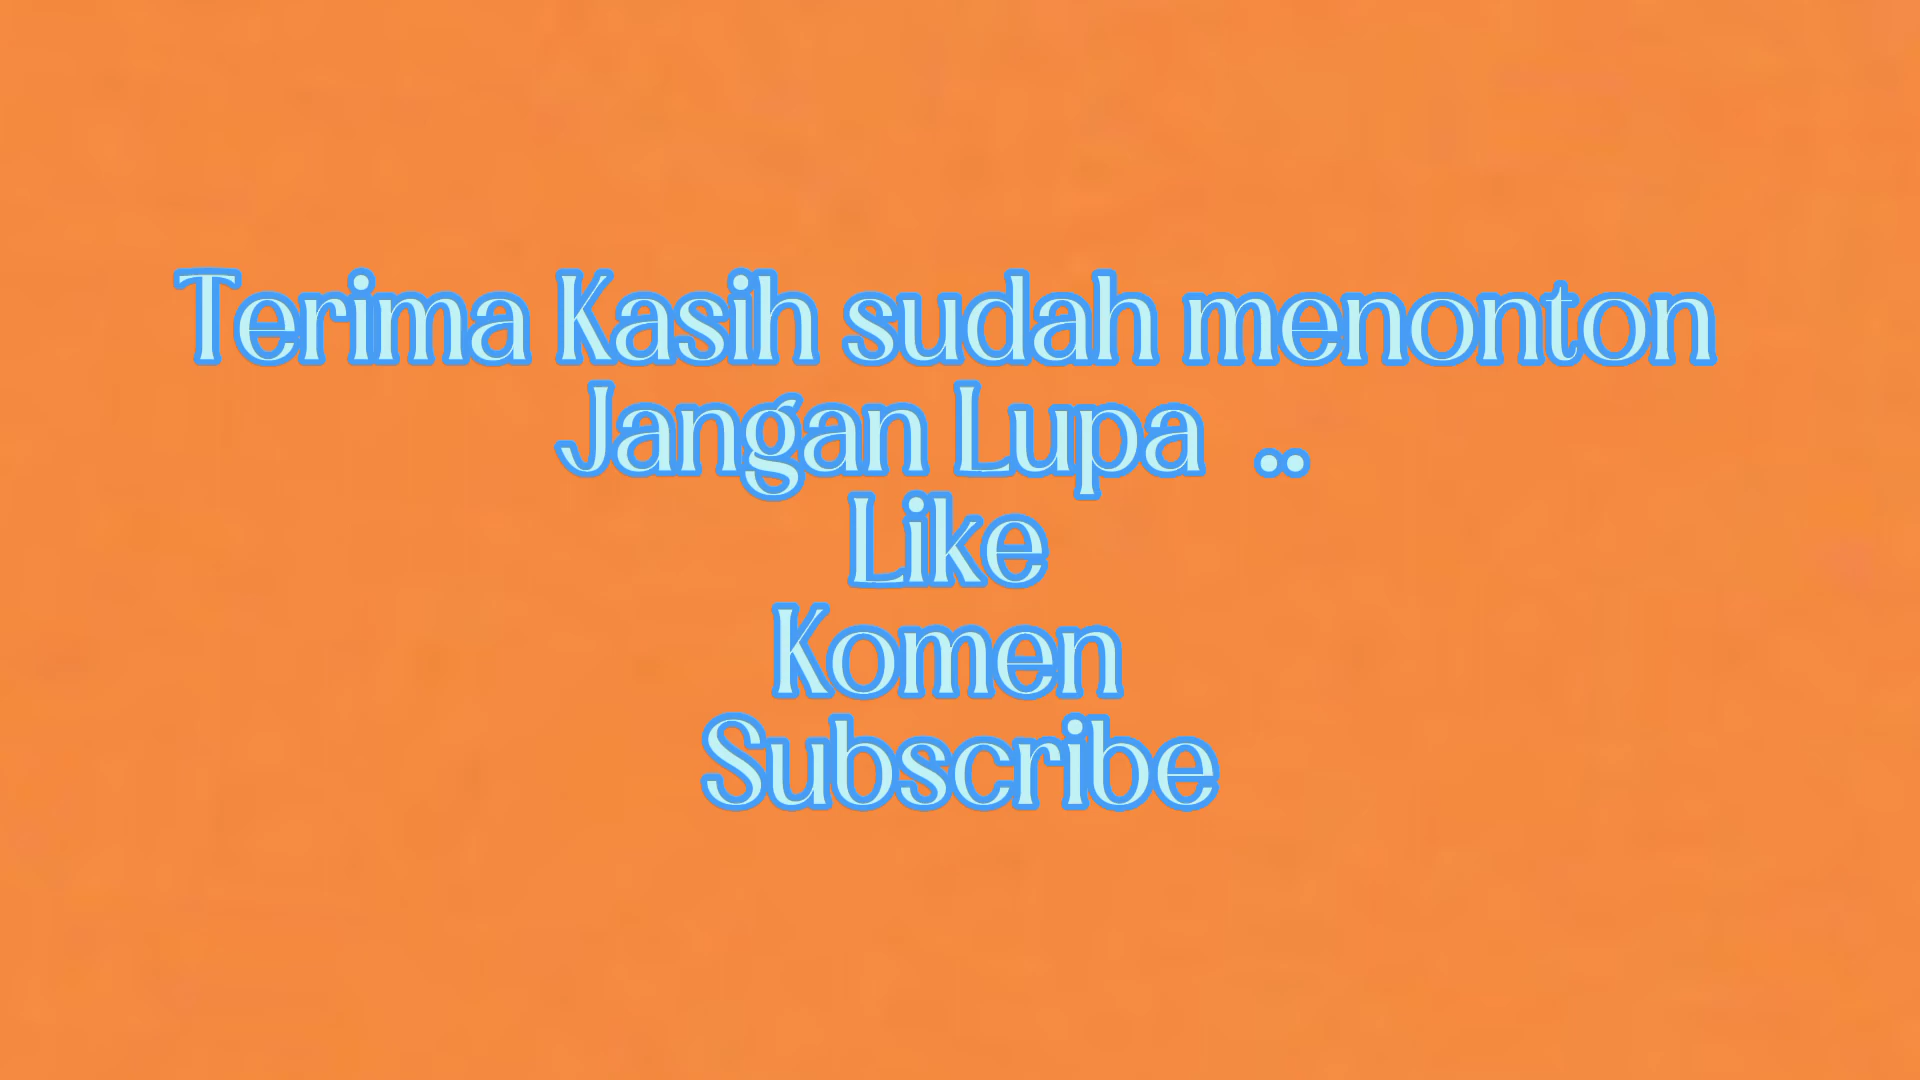 Terima Kasih sudah menonton
Jangan Lupa  ..
Like
Komen
Subscribe